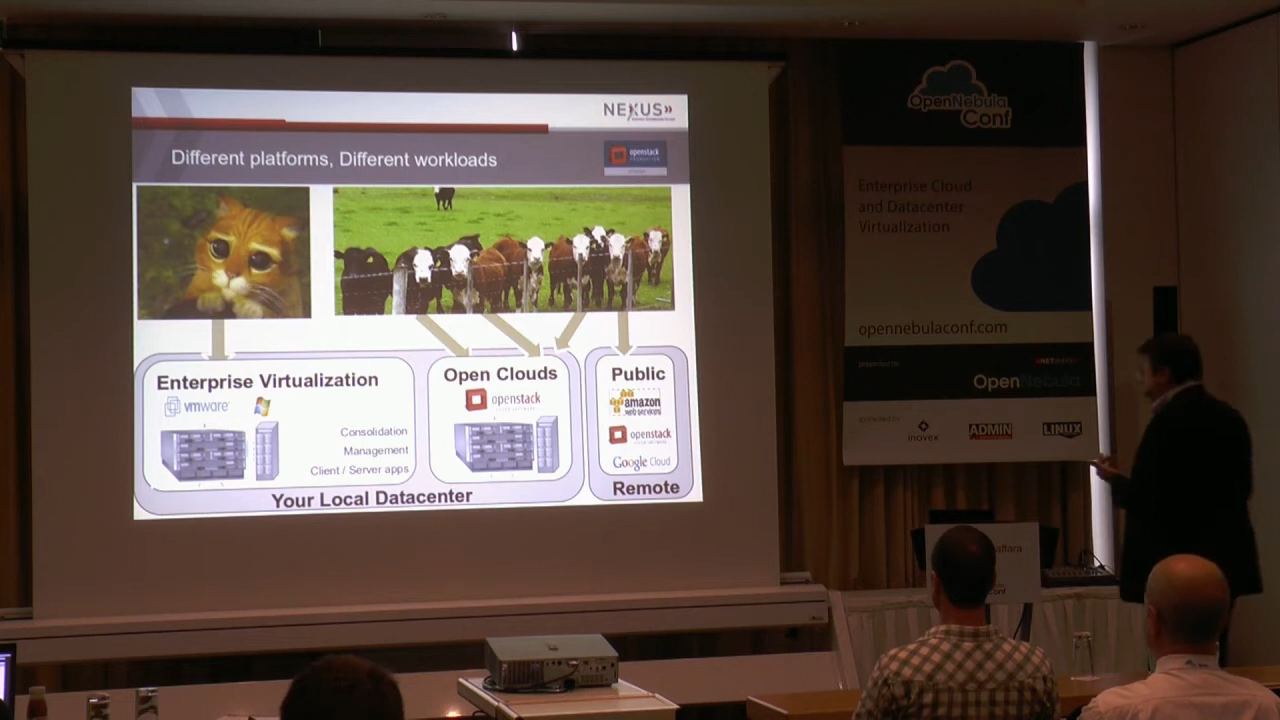 NEXUS»
Different platforms, Different workloads
openstack
Enterprise Virtualization
vmware
Consolidation
Management
Client / Server apps
Open Clouds
openstack
Your Local Datacenter
Public
amazon
web services
openstack
Google Cloud
Remote
OpenNebula
Conf
Enterprise Cloud
and Datacenter
Virtualization
opennebulaconf.com
OpenNebula
inovex
ADMIN
LINUX